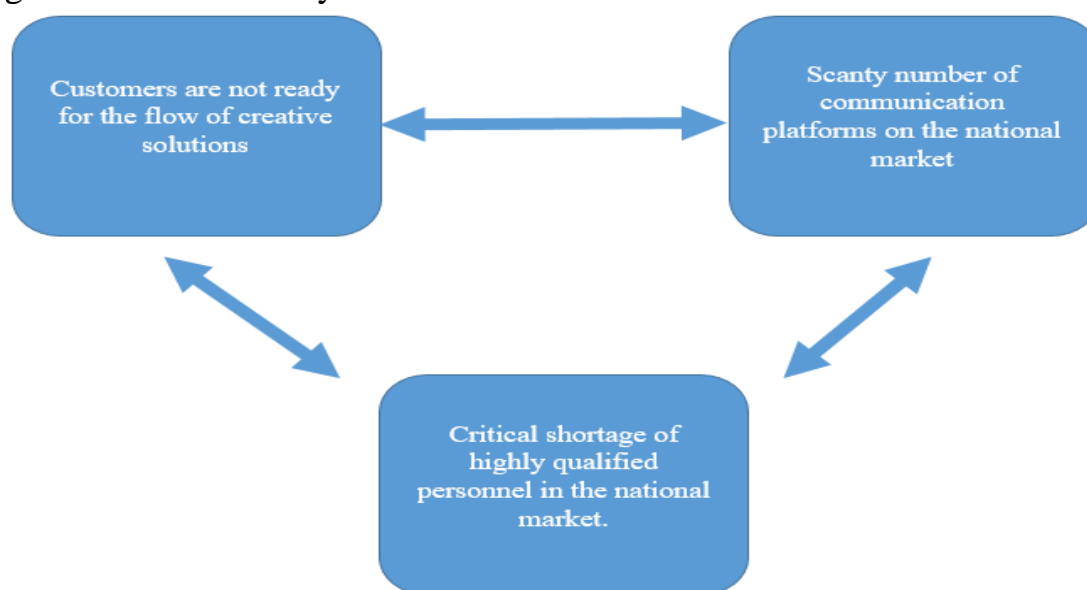 Customers are not ready
for the flow of creative
solutions
Scanty number of
communication
platforms on the national
market
Critical shortage of
highly qualified
personnel in the national
market.